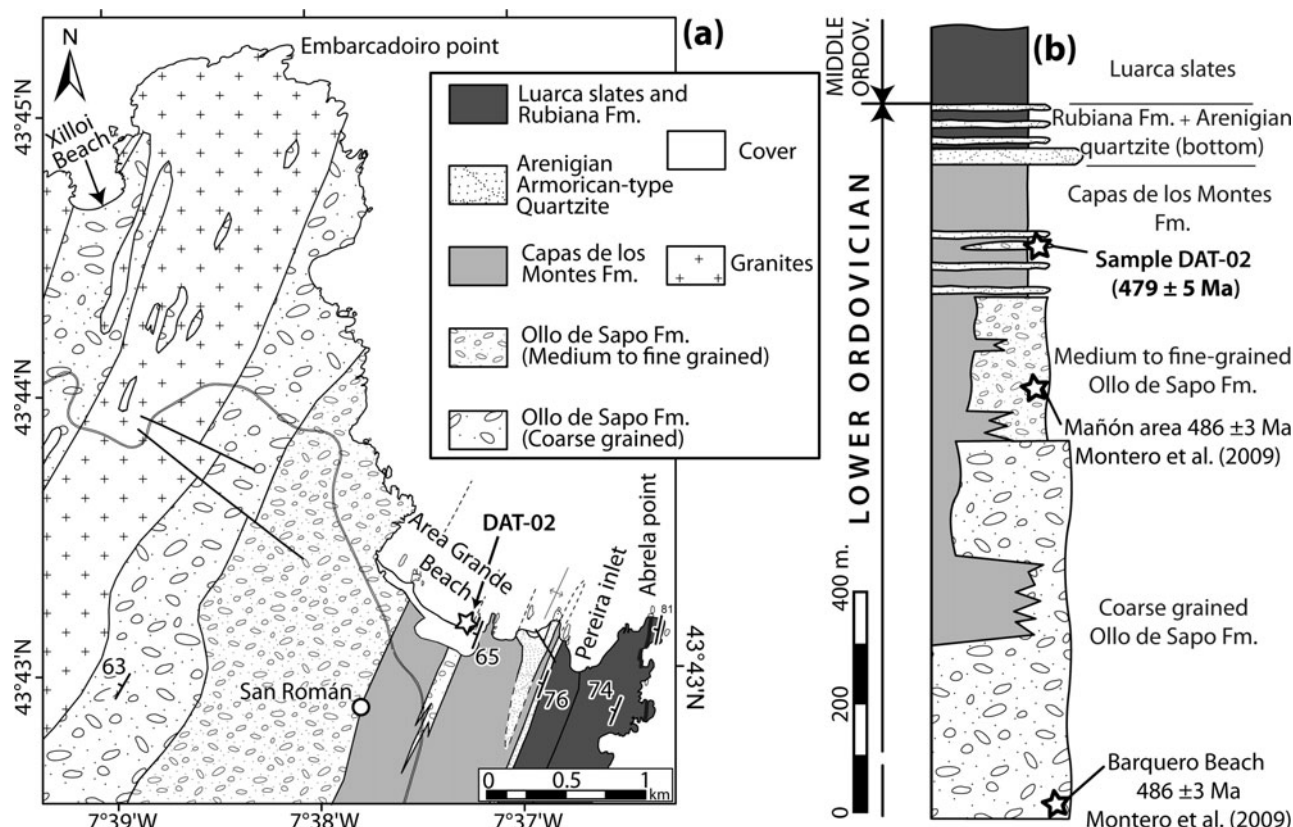 N
Embarcadoiro point
(a)
43°45'N
43°44'N
43°43'N
Xilloi
Beach
Luarca slates and
Rubiana Fm.
Arenigian
Armorican-type
Quartzite
Capas de los
Montes Fm.
Ollo de Sapo Fm.
(Medium to fine grained)
Ollo de Sapo Fm.
(Coarse grained)
Cover
Granites
DAT-02
Area Grande
Beach
Pereira inlet
Abrela point
81
65
76
74
63
San Román
43°43'N
0 0.5 1
km
7°39'W
7°38'W
7°37'W
(b)
MIDDLE
ORDOV.
LOWER ORDOVICIAN
400 m.
200
0
Luarca slates
Rubiana Fm. + Arenigian
quartzite (bottom)
Capas de los Montes
Fm.
Sample DAT-02
(479 ± 5 Ma)
Medium to fine-grained
Ollo de Sapo Fm.
Mañón area 486 ±3 Ma
Montero et al. (2009)
Coarse grained
Ollo de Sapo Fm.
Barquero Beach
486 ±3 Ma
Montero et al. (2009)